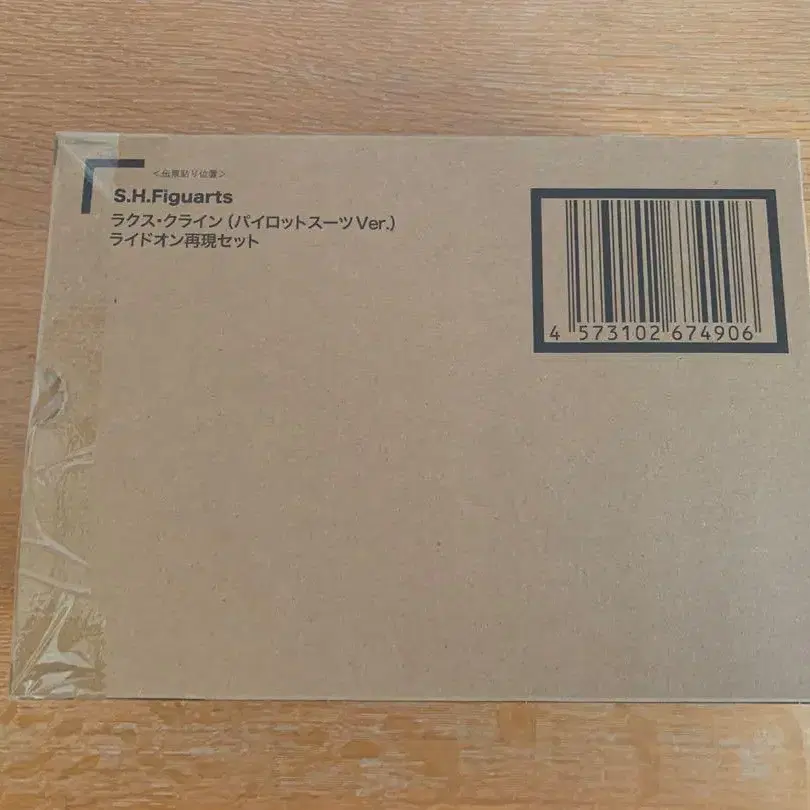 <伝票貼り位置>
S.H.Figuarts
ラクス・クライン（パイロットスーツVer.）
ライドオン再現セット
4 573102 674906